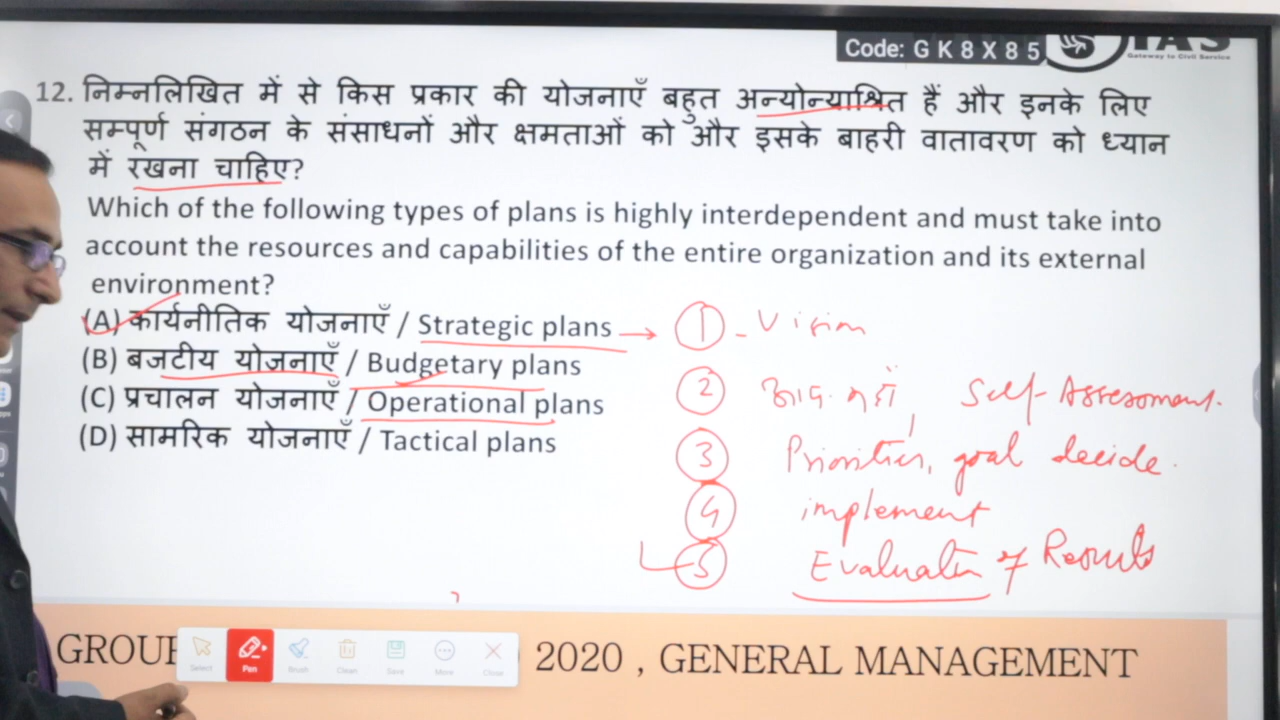 Code: G K 8 X 8 5
IAS
Gateway to Civil Service
12. निम्नलिखित में से किस प्रकार की योजनाएँ बहुत अन्योन्याश्रित हैं और इनके लिए
सम्पूर्ण संगठन के संसाधनों और क्षमताओं को और इसके बाहरी वातावरण को ध्यान
में रखना चाहिए?
Which of the following types of plans is highly interdependent and must take into
account the resources and capabilities of the entire organization and its external
environment?
(A) कार्यनीतिक योजनाएँ / Strategic plans
(B) बजटीय योजनाएँ / Budgetary plans
(C) प्रचालन योजनाएँ / Operational plans
(D) सामरिक योजनाएँ / Tactical plans
1 - Vision
2 Self-Assessment.
3 Priorities, goal decide.
4 implement
5 Evaluation of Results
GROUP 2020 , GENERAL MANAGEMENT
Select Pen Brush Clean Save More Close